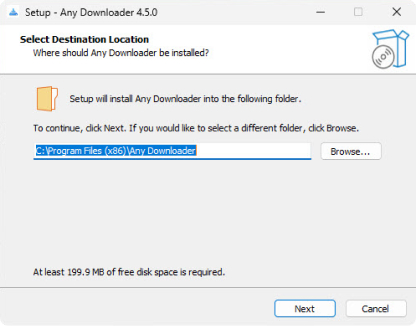 Setup - Any Downloader 4.5.0
Select Destination Location
Where should Any Downloader be installed?
Setup will install Any Downloader into the following folder.
To continue, click Next. If you would like to select a different folder, click Browse.
C:\Program Files (x86)\Any Downloader
Browse...
At least 199.9 MB of free disk space is required.
Next
Cancel